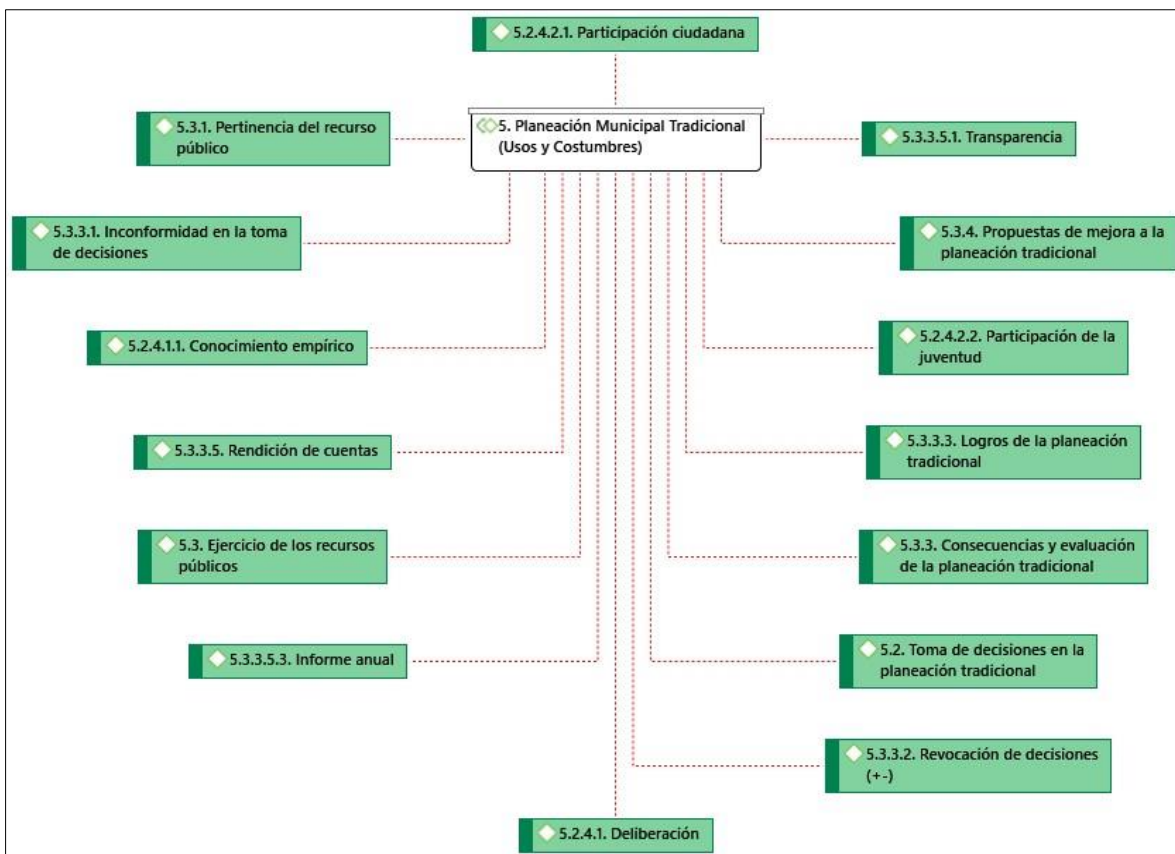 5.2.4.2.1. Participación ciudadana
5. Planeación Municipal Tradicional
(Usos y Costumbres)
5.3.1. Pertinencia del recurso
público
5.3.3.5.1. Transparencia
5.3.3.1. Inconformidad en la toma
de decisiones
5.3.4. Propuestas de mejora a la
planeación tradicional
5.2.4.1.1. Conocimiento empírico
5.2.4.2.2. Participación de la
juventud
5.3.3.5. Rendición de cuentas
5.3.3.3. Logros de la planeación
tradicional
5.3. Ejercicio de los recursos
públicos
5.3.3. Consecuencias y evaluación
de la planeación tradicional
5.3.3.5.3. Informe anual
5.2. Toma de decisiones en la
planeación tradicional
5.3.3.2. Revocación de decisiones
(+-)
5.2.4.1. Deliberación